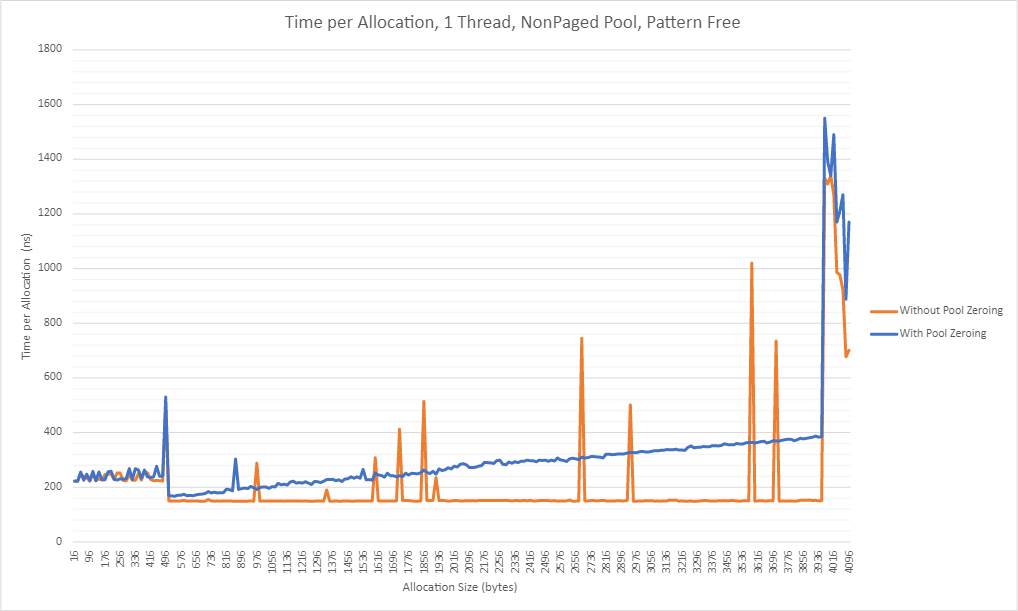 Time per Allocation, 1 Thread, NonPaged Pool, Pattern Free
1800
1600
1400
1200
1000
800
600
400
200
0
Time per Allocation (ns)
16 96 176 256 336 416 496 576 656 736 816 896 976 1056 1136 1216 1296 1376 1456 1536 1616 1696 1776 1856 1936 2016 2096 2176 2256 2336 2416 2496 2576 2656 2736 2816 2896 2976 3056 3136 3216 3296 3376 3456 3536 3616 3696 3776 3856 3936 4016 4096
Allocation Size (bytes)
Without Pool Zeroing
With Pool Zeroing